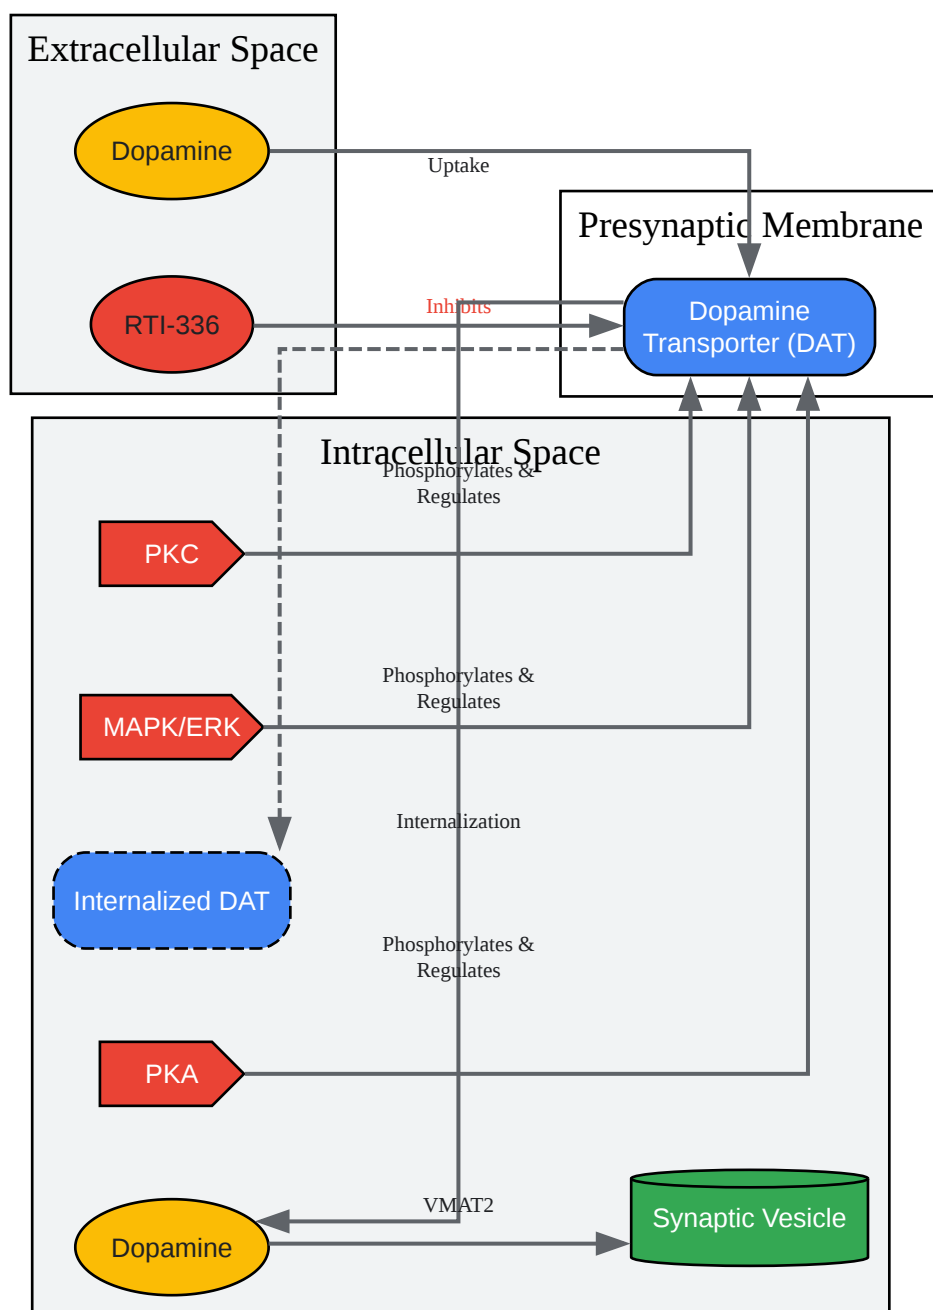 Extracellular Space
Dopamine
Uptake
Presynaptic Membrane
RTI-336
Inhibits
Dopamine
Transporter (DAT)
Intracellular Space
Phosphorylates &
Regulates
PKC
Phosphorylates &
Regulates
MAPK/ERK
Internalization
Internalized DAT
Phosphorylates &
Regulates
PKA
VMAT2
Synaptic Vesicle
Dopamine